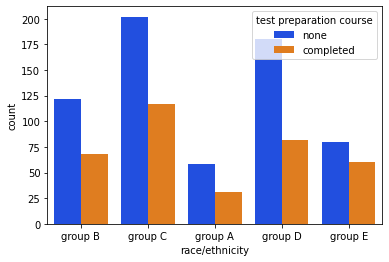 test preparation course
none
completed
200
175
150
125
100
75
50
25
0
count
group B group C group A group D group E
race/ethnicity